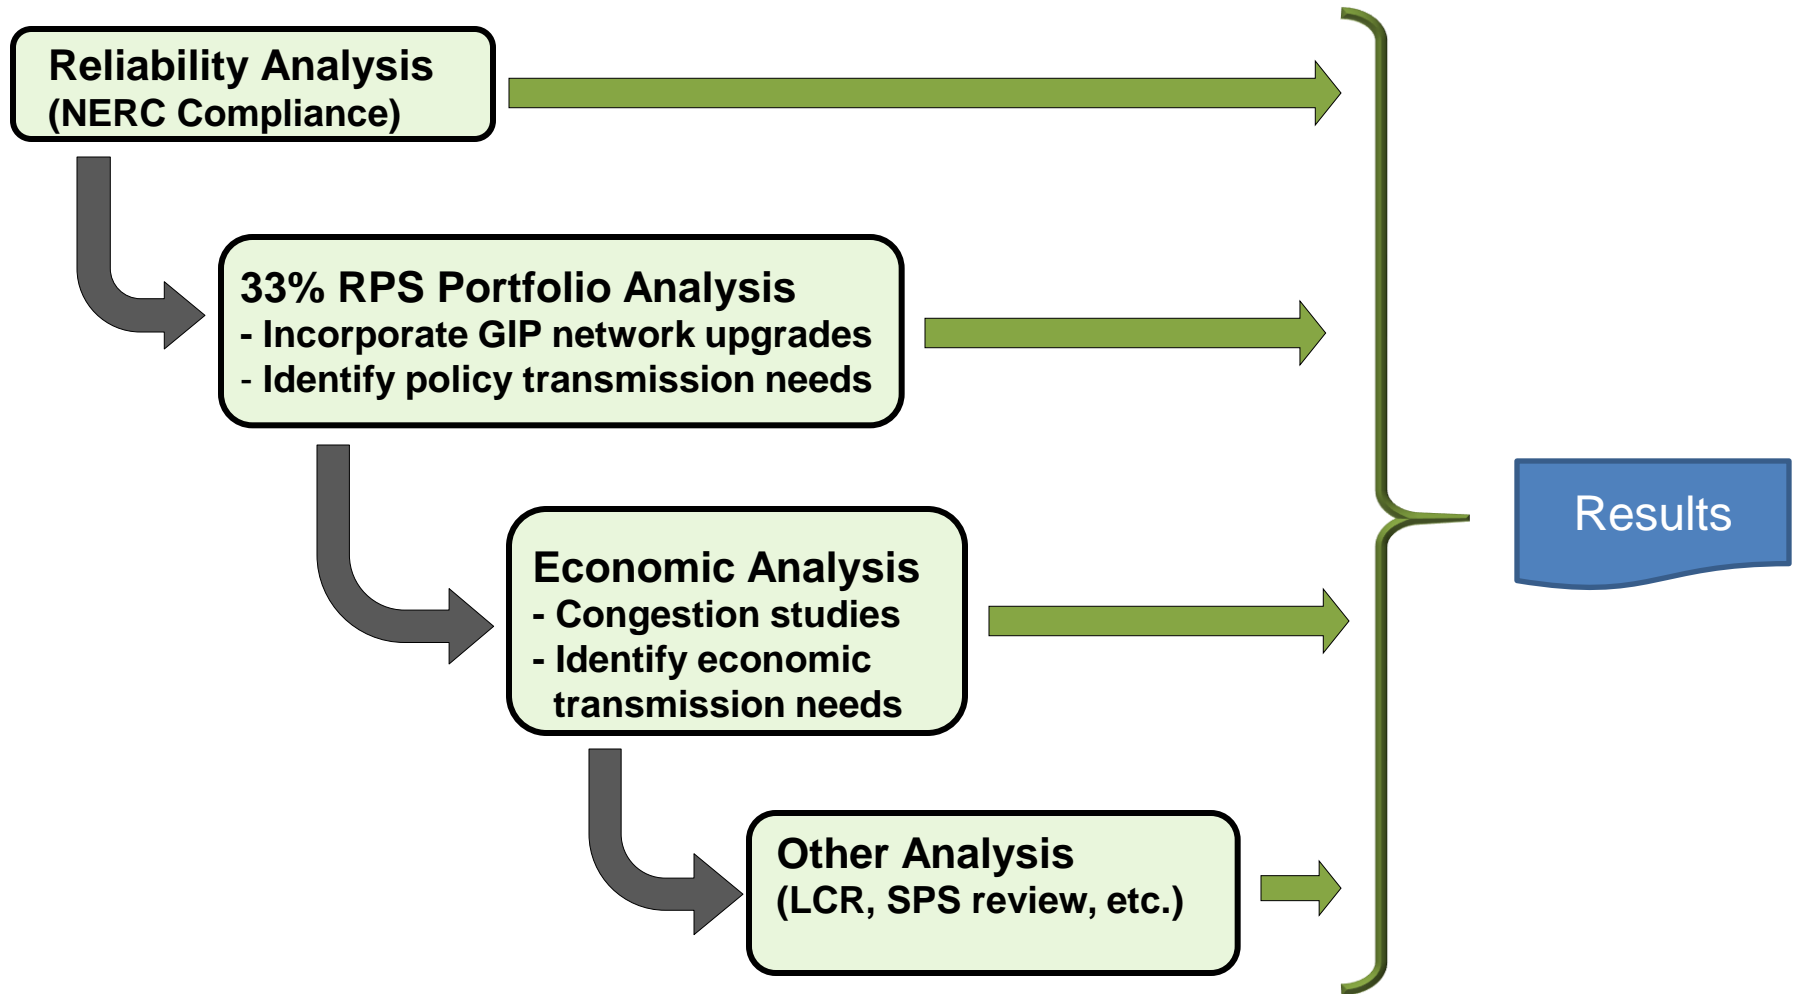 Reliability Analysis
(NERC Compliance)
33% RPS Portfolio Analysis
- Incorporate GIP network upgrades
- Identify policy transmission needs
Economic Analysis
- Congestion studies
- Identify economic
transmission needs
Other Analysis
(LCR, SPS review, etc.)
Results